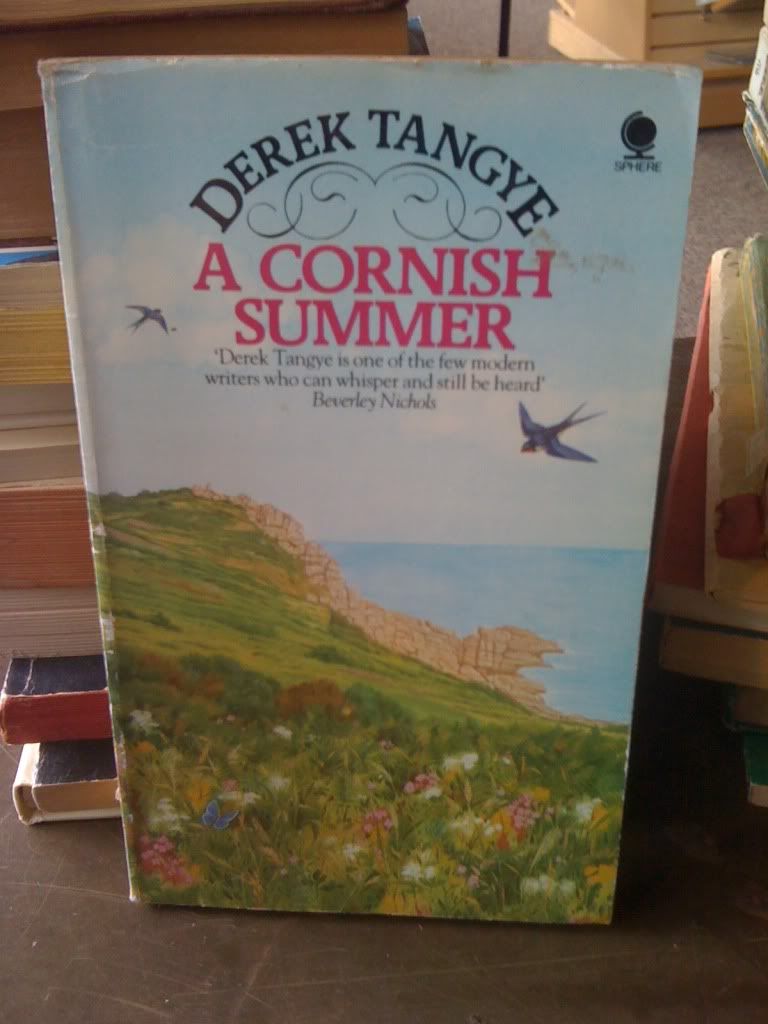 DEREK TANGYE
SPHERE
A CORNISH
SUMMER
'Derek Tangye is one of the few modern
writers who can whisper and still be heard'
Beverley Nichols